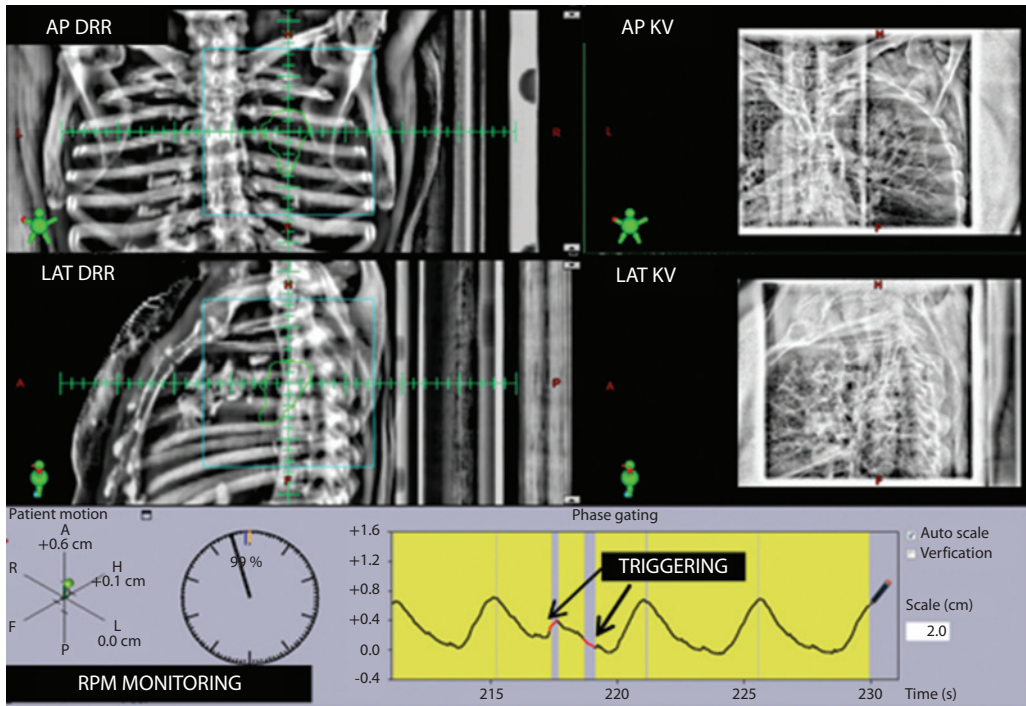 AP DRR
H
L
R
F
AP KV
H
L
F
LAT DRR
H
A
P
F
LAT KV
H
A
F
Patient motion
A
+0.6 cm
R
H
+0.1 cm
F
L
0.0 cm
P
99 %
RPM MONITORING
Phase gating
+1.6
+1.2
+0.8
+0.4
0.0
-0.4
TRIGGERING
215
220
225
230
Time (s)
Auto scale
Verfication
Scale (cm)
2.0